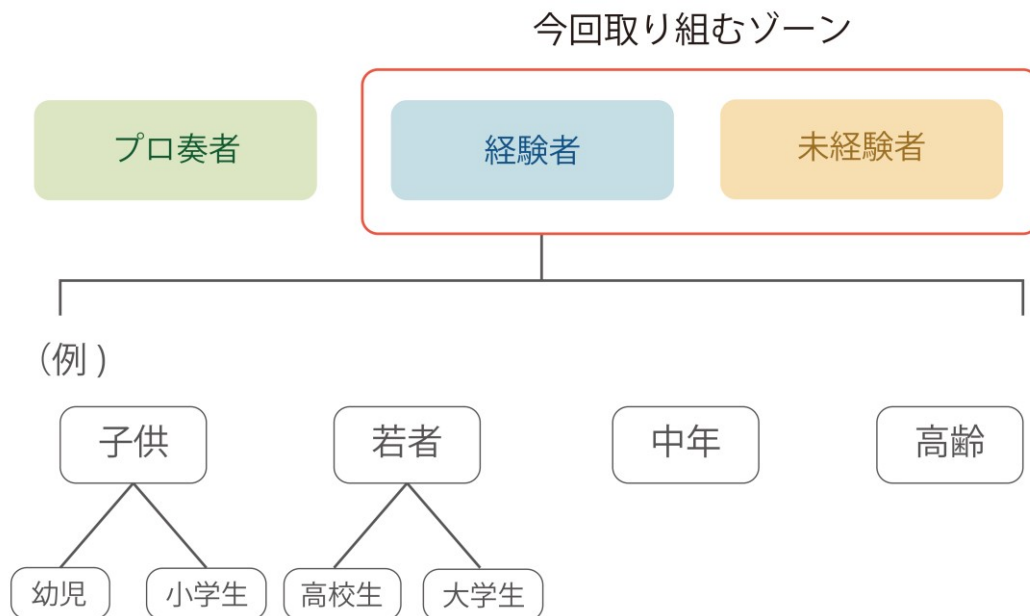 今回取り組むゾーン
プロ奏者
経験者
未経験者
（例 )
子供
若者
中年
高齢
幼児
小学生
高校生
大学生